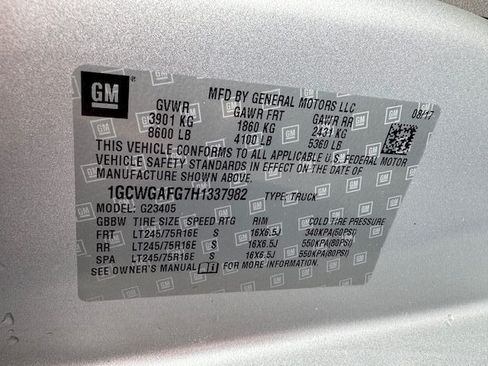 GM
MFD BY GENERAL MOTORS LLC
GVWR GAWR FRT GAWR RR
3901 KG 1860 KG 2431 KG
8600 LB 4100 LB 5360 LB
08/17
THIS VEHICLE CONFORMS TO ALL APPLICABLE U.S. FEDERAL MOTOR
VEHICLE SAFETY STANDARDS IN EFFECT ON THE DATE OF
MANUFACTURE SHOWN ABOVE.
1GCWGAFG7H1337982 TYPE: TRUCK
MODEL: G23405
GBBW TIRE SIZE SPEED RTG RIM COLD TIRE PRESSURE
FRT LT245/75R16E S 16X6.5J 340KPA(50PSI)
RR LT245/75R16E S 16X6.5J 550KPA(80PSI)
SPA LT245/75R16E S 16X6.5J 550KPA(80PSI)
SEE OWNER'S MANUAL FOR MORE INFORMATION.